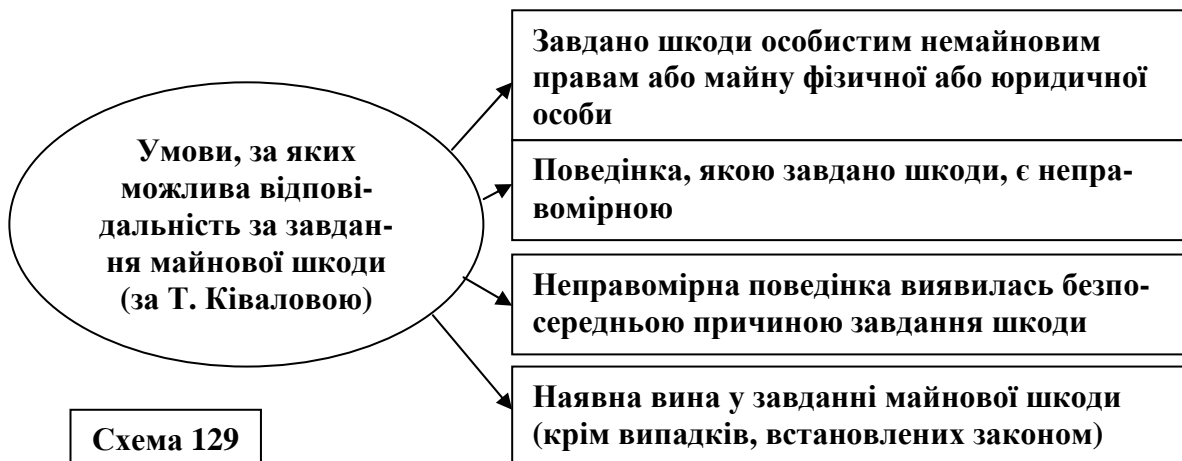 Умови, за яких
можлива відпові-
дальність за завдан-
ня майнової шкоди
(за Т. Ківаловою)
Завдано шкоди особистим немайновим
правам або майну фізичної або юридичної
особи
Поведінка, якою завдано шкоди, є непра-
вомірною
Неправомірна поведінка виявилась безпо-
середньою причиною завдання шкоди
Наявна вина у завданні майнової шкоди
(крім випадків, встановлених законом)
Схема 129